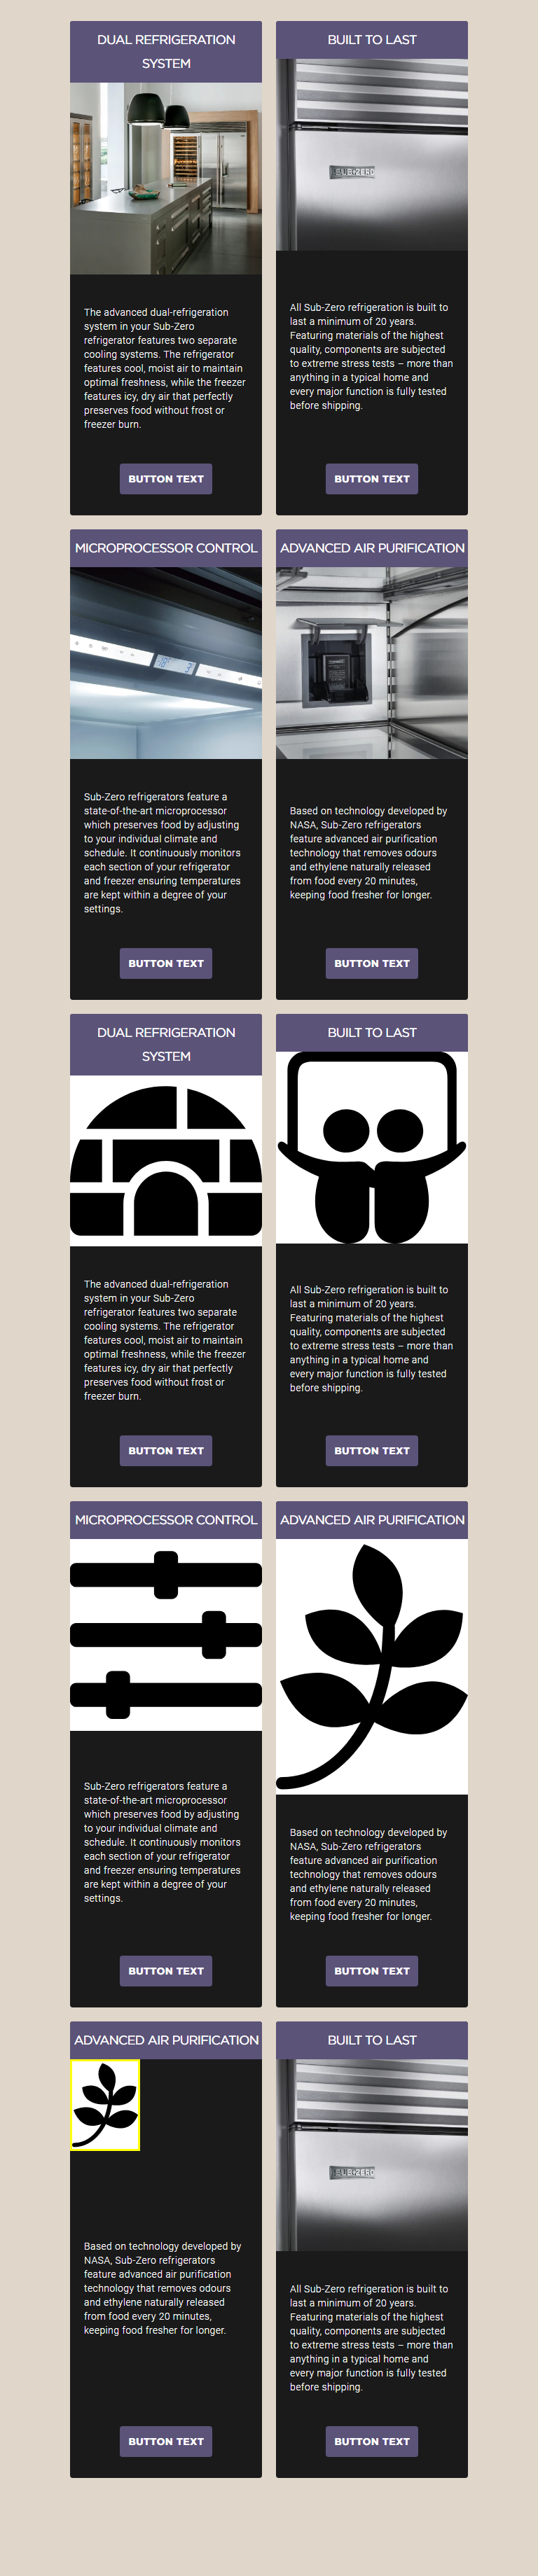 DUAL REFRIGERATION
SYSTEM
The advanced dual-refrigeration
system in your Sub-Zero
refrigerator features two separate
cooling systems. The refrigerator
features cool, moist air to maintain
optimal freshness, while the freezer
features icy, dry air that perfectly
preserves food without frost or
freezer burn.
BUTTON TEXT
BUILT TO LAST
SUB-ZERO
All Sub-Zero refrigeration is built to
last a minimum of 20 years.
Featuring materials of the highest
quality, components are subjected
to extreme stress tests – more than
anything in a typical home and
every major function is fully tested
before shipping.
BUTTON TEXT
MICROPROCESSOR CONTROL
Sub-Zero refrigerators feature a
state-of-the-art microprocessor
which preserves food by adjusting
to your individual climate and
schedule. It continuously monitors
each section of your refrigerator
and freezer ensuring temperatures
are kept within a degree of your
settings.
BUTTON TEXT
ADVANCED AIR PURIFICATION
Based on technology developed by
NASA, Sub-Zero refrigerators
feature advanced air purification
technology that removes odours
and ethylene naturally released
from food every 20 minutes,
keeping food fresher for longer.
BUTTON TEXT
DUAL REFRIGERATION
SYSTEM
The advanced dual-refrigeration
system in your Sub-Zero
refrigerator features two separate
cooling systems. The refrigerator
features cool, moist air to maintain
optimal freshness, while the freezer
features icy, dry air that perfectly
preserves food without frost or
freezer burn.
BUTTON TEXT
BUILT TO LAST
All Sub-Zero refrigeration is built to
last a minimum of 20 years.
Featuring materials of the highest
quality, components are subjected
to extreme stress tests – more than
anything in a typical home and
every major function is fully tested
before shipping.
BUTTON TEXT
MICROPROCESSOR CONTROL
Sub-Zero refrigerators feature a
state-of-the-art microprocessor
which preserves food by adjusting
to your individual climate and
schedule. It continuously monitors
each section of your refrigerator
and freezer ensuring temperatures
are kept within a degree of your
settings.
BUTTON TEXT
ADVANCED AIR PURIFICATION
Based on technology developed by
NASA, Sub-Zero refrigerators
feature advanced air purification
technology that removes odours
and ethylene naturally released
from food every 20 minutes,
keeping food fresher for longer.
BUTTON TEXT
ADVANCED AIR PURIFICATION
Based on technology developed by
NASA, Sub-Zero refrigerators
feature advanced air purification
technology that removes odours
and ethylene naturally released
from food every 20 minutes,
keeping food fresher for longer.
BUTTON TEXT
BUILT TO LAST
SUB-ZERO
All Sub-Zero refrigeration is built to
last a minimum of 20 years.
Featuring materials of the highest
quality, components are subjected
to extreme stress tests – more than
anything in a typical home and
every major function is fully tested
before shipping.
BUTTON TEXT